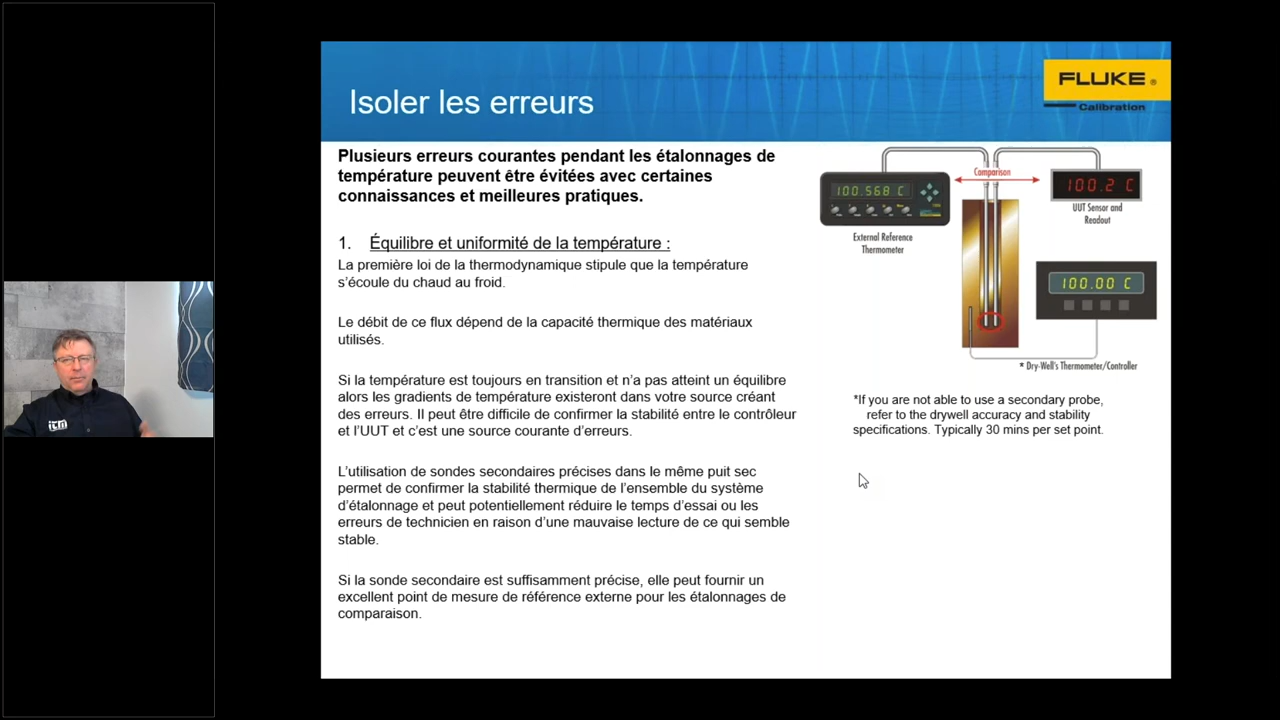 Isoler les erreurs
FLUKE ®
Calibration
Plusieurs erreurs courantes pendant les étalonnages de
température peuvent être évitées avec certaines
connaissances et meilleures pratiques.
1. Équilibre et uniformité de la température :
La première loi de la thermodynamique stipule que la température
s’écoule du chaud au froid.
Le débit de ce flux dépend de la capacité thermique des matériaux
utilisés.
Si la température est toujours en transition et n’a pas atteint un équilibre
alors les gradients de température existeront dans votre source créant
des erreurs. Il peut être difficile de confirmer la stabilité entre le contrôleur
et l’UUT et c’est une source courante d’erreurs.
L’utilisation de sondes secondaires précises dans le même puit sec
permet de confirmer la stabilité thermique de l’ensemble du système
d’étalonnage et peut potentiellement réduire le temps d’essai ou les
erreurs de technicien en raison d’une mauvaise lecture de ce qui semble
stable.
Si la sonde secondaire est suffisamment précise, elle peut fournir un
excellent point de mesure de référence externe pour les étalonnages de
comparaison.
Comparison
100.568 C
100.2 C
UUT Sensor and
Readout
External Reference
Thermometer
100.00 C
* Dry-Well's Thermometer/Controller
*If you are not able to use a secondary probe,
refer to the drywell accuracy and stability
specifications. Typically 30 mins per set point.
itm